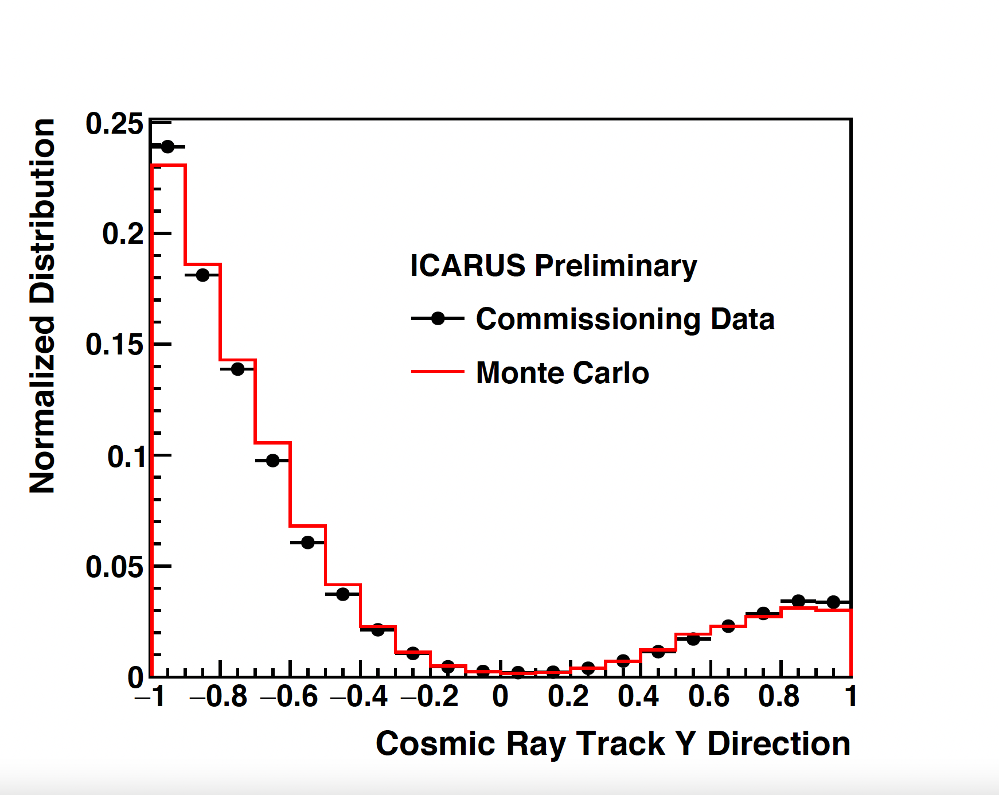 Normalized Distribution
0.25
0.2
0.15
0.1
0.05
0
ICARUS Preliminary
Commissioning Data
Monte Carlo
−1 −0.8 −0.6 −0.4 −0.2 0 0.2 0.4 0.6 0.8 1
Cosmic Ray Track Y Direction